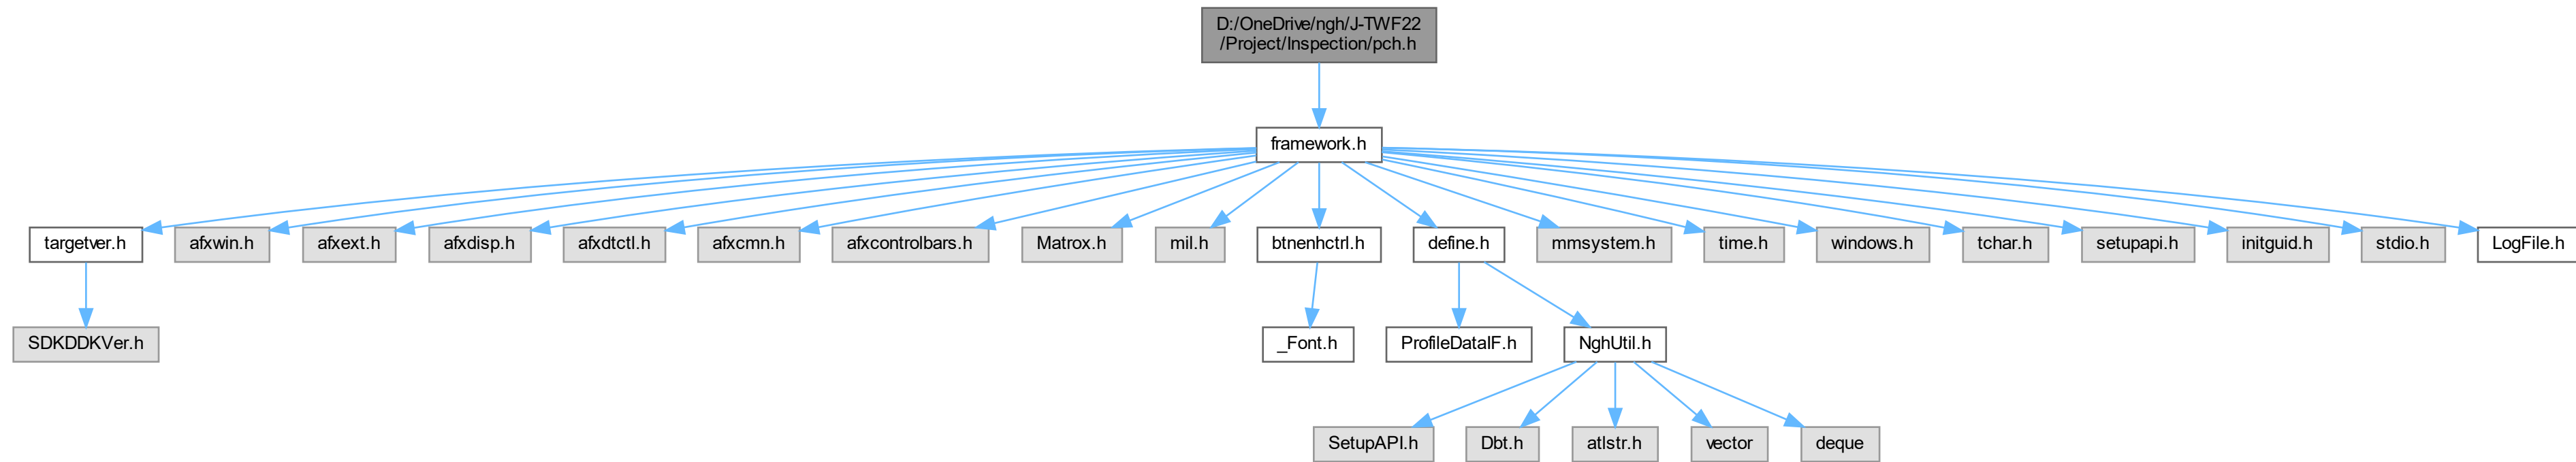 D:/OneDrive/ngh/J-TWF22
/Project/Inspection/pch.h
framework.h
targetver.h
afxwin.h
afxext.h
afxdisp.h
afxdtctl.h
afxcmn.h
afxcontrolbars.h
Matrox.h
mil.h
btnenhctrl.h
define.h
mmsystem.h
time.h
windows.h
tchar.h
setupapi.h
initguid.h
stdio.h
LogFile.h
SDKDDKVer.h
_Font.h
ProfileDataIF.h
NghUtil.h
SetupAPI.h
Dbt.h
atlstr.h
vector
deque